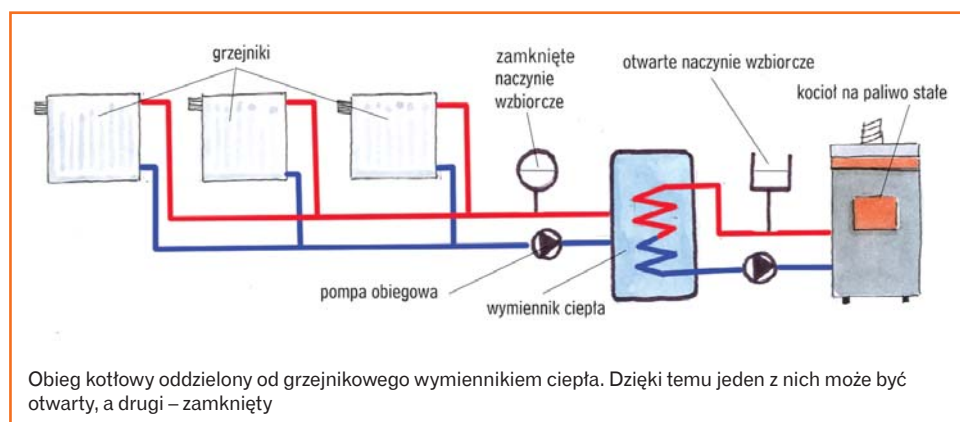 grzejniki
zamknięte
naczynie
wzbiorcze
otwarte naczynie wzbiorcze
kocioł na paliwo stałe
pompa obiegowa
wymiennik ciepła
Obieg kotłowy oddzielony od grzejnikowego wymiennikiem ciepła. Dzięki temu jeden z nich może być
otwarty, a drugi – zamknięty